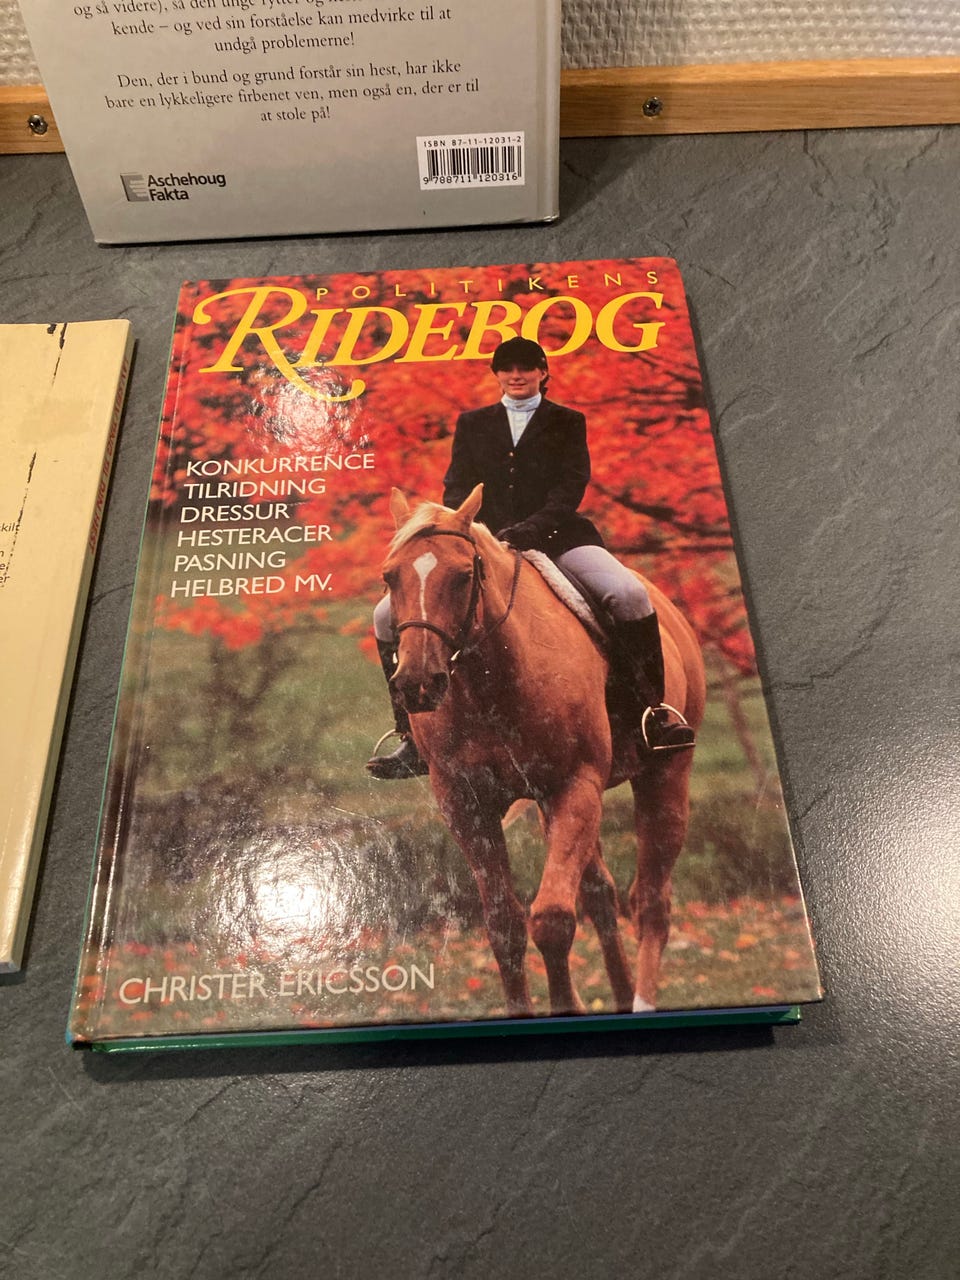 og så videre), så den unge rytter og
kende – og ved sin forståelse kan medvirke til at
undgå problemerne!
Den, der i bund og grund forstår sin hest, har ikke
bare en lykkeligere firbenet ven, men også en, der er til
at stole på!
ISBN 87-11-12031-2
9 788711 120316
Aschehoug
Fakta
POLITIKENS
RIDEBOG
KONKURRENCE
TILRIDNING
DRESSUR
HESTERACER
PASNING
HELBRED MV.
CHRISTER ERICSSON